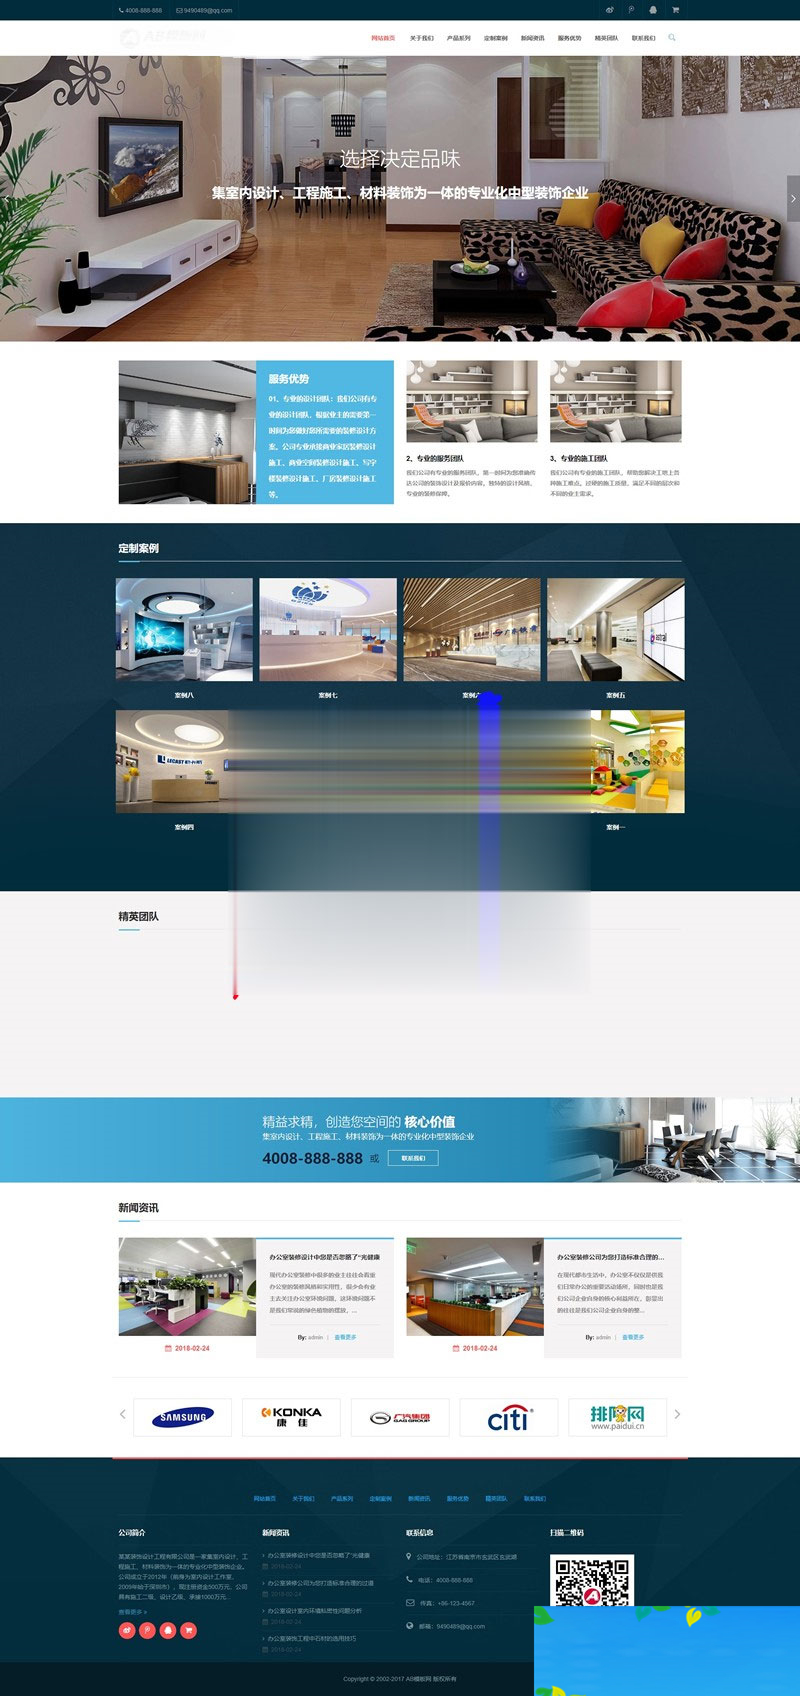 4008-888-888
9490489@qq.com
AB模板网
网站首页 关于我们 产品系列 定制案例 新闻资讯 服务优势 精英团队 联系我们
选择决定品味
集室内设计、工程施工、材料装饰为一体的专业化中型装饰企业
服务优势
01、专业的设计团队：我们公司有专
业的设计团队，根据业主的需要第一
时间为您做好您所需要的装修设计方
案。公司专业承接商业家居装修设计
施工、商业空间装修设计施工、写字
楼装修设计施工、厂房装修设计施工
等。
2、专业的服务团队
我们公司有专业的服务团队，第一时间为您准确传
达公司的装饰设计及报价内容。独特的设计风格、
专业的装修保障。
3、专业的施工团队
我们公司有专业的施工团队，帮助您解决工地上各
种施工难点。过硬的施工质量，满足不同的层次和
不同的业主需求。
定制案例
案例八
案例七
案例六
案例五
LEGAST
案例四
案例一
精英团队
精益求精，创造您空间的 核心价值
集室内设计、工程施工、材料装饰为一体的专业化中型装饰企业
4008-888-888 或 联系我们
新闻资讯
办公室装修设计中您是否忽略了“光健康
现代办公室装修中很多的业主往往会看重
办公室的装修风格和实用性，很少会有业
主去关注办公室环境问题，这环境问题不
是我们常说的绿色植物的摆放，...
By: admin | 查看更多
2018-02-24
办公室装修公司为您打造标准合理的...
在现代都市生活中，办公室不仅仅是供我
们日常办公的重要活动场所，同时也是我
们公司企业自身的核心利益所在，彰显出
的往往是我们公司企业自身的整...
By: admin | 查看更多
2018-02-24
SAMSUNG
KONKA
康佳
广汽集团
GAC GROUP
citi
排队网
www.paidui.cn
网站首页 关于我们 产品系列 定制案例 新闻资讯 服务优势 精英团队 联系我们
公司简介
某某装饰设计工程有限公司是一家集室内设计、工
程施工、材料装饰为一体的专业化中型装饰企业。
公司成立于2012年（前身为室内设计工作室，
2009年始于深圳市），现注册资金500万元，公司
具有施工二级、设计乙级、承接1000万元...
查看更多 »
新闻资讯
办公室装修设计中您是否忽略了“光健康
2018-02-24
办公室装修公司为您打造标准合理的过道
2018-02-24
办公室设计室内环境私密性问题分析
2018-02-24
办公室装饰工程中石材的选用技巧
2018-02-24
联系信息
公司地址：江苏省南京市玄武区玄武湖
电话：4008-888-888
传真：+86-123-4567
邮箱：9490489@qq.com
扫描二维码
Copyright © 2002-2017 AB模板网 版权所有